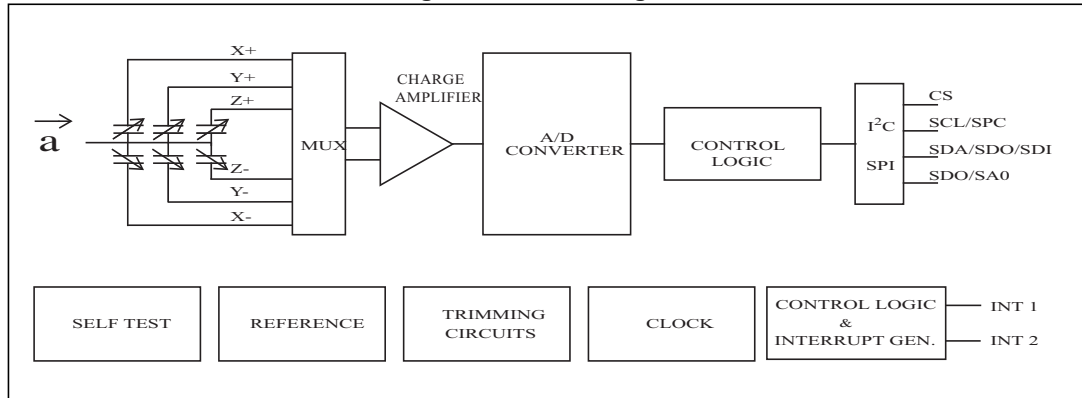 X+
Y+
Z+
a
MUX
Z-
Y-
X-
CHARGE
AMPLIFIER
A/D
CONVERTER
CONTROL
LOGIC
I²C
SPI
CS
SCL/SPC
SDA/SDO/SDI
SDO/SA0
SELF TEST
REFERENCE
TRIMMING
CIRCUITS
CLOCK
CONTROL LOGIC
&
INTERRUPT GEN.
INT 1
INT 2